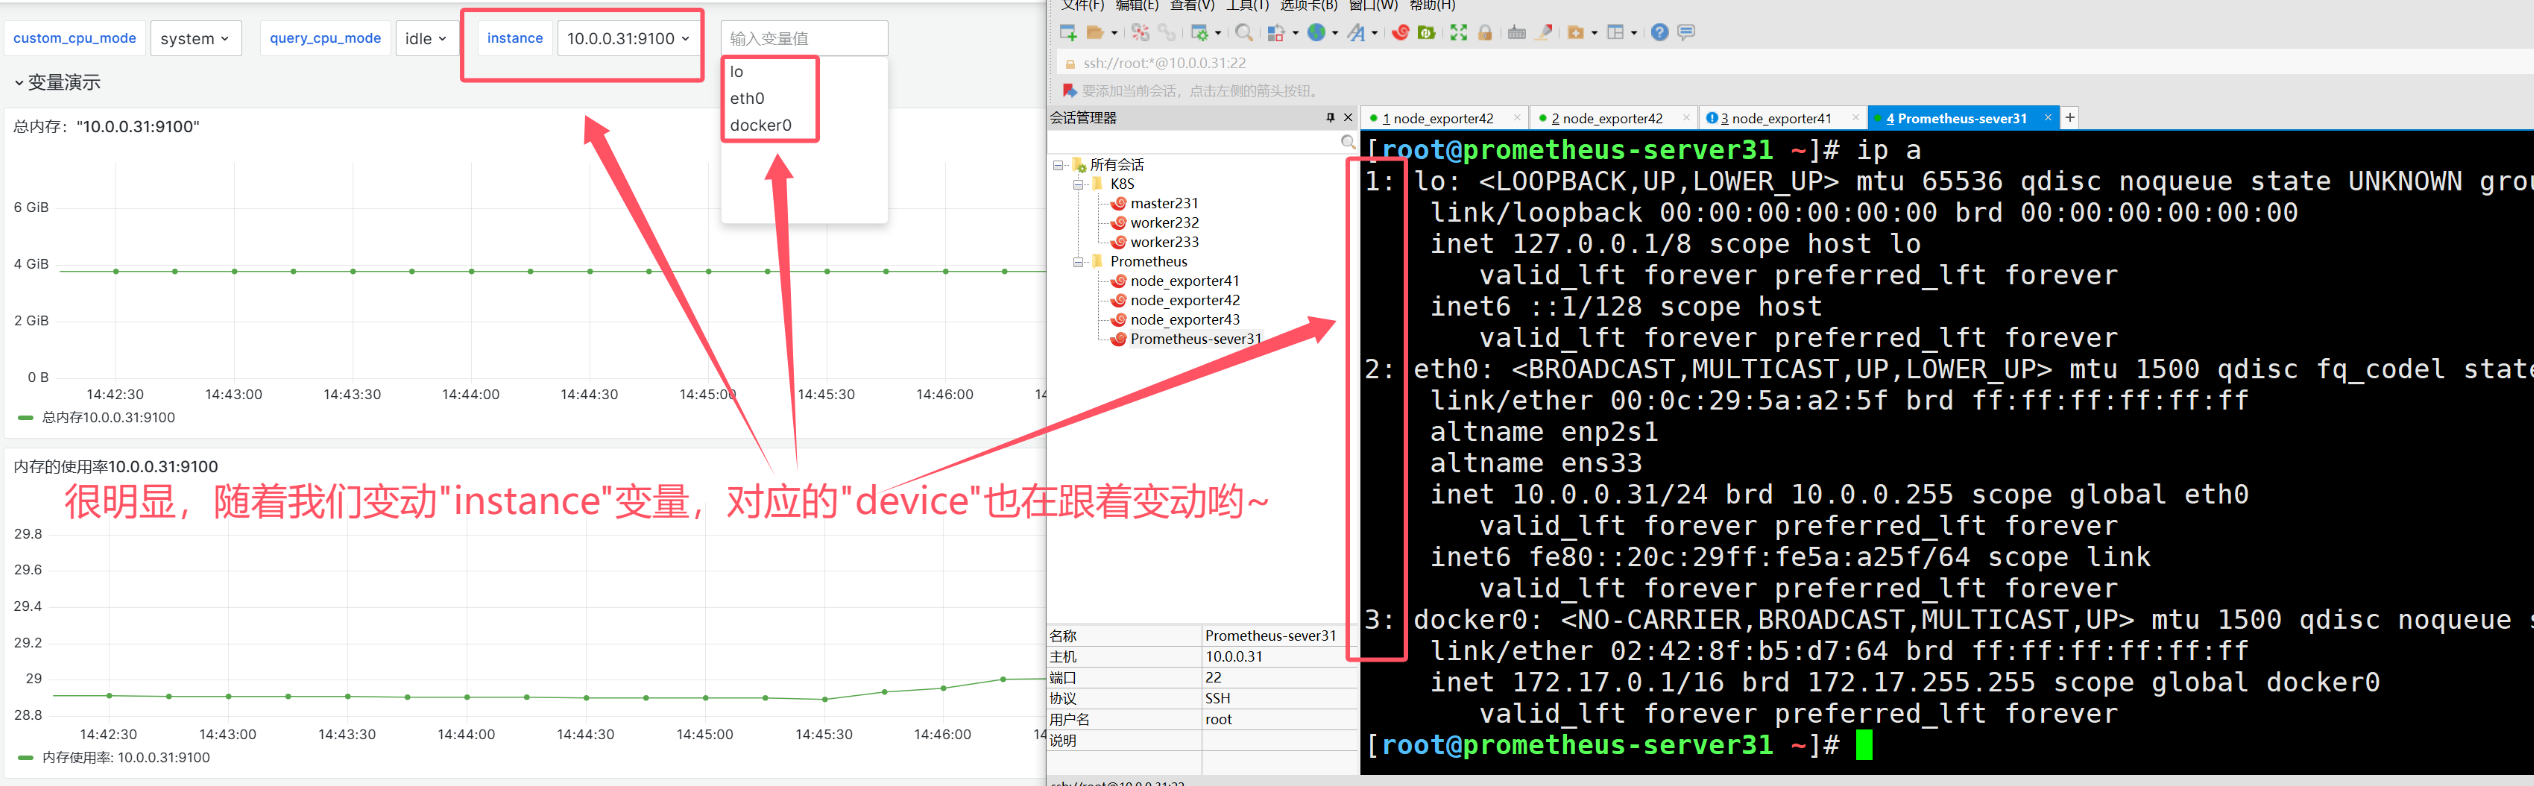 custom_cpu_mode system query_cpu_mode idle instance 10.0.0.31:9100 输入变量值
lo
eth0
docker0
变量演示
总内存："10.0.0.31:9100"
6 GiB
4 GiB
2 GiB
0 B
14:42:30 14:43:00 14:43:30 14:44:00 14:44:30 14:45:00 14:45:30 14:46:00
总内存10.0.0.31:9100
内存的使用率10.0.0.31:9100
很明显，随着我们变动"instance"变量，对应的"device"也在跟着变动哟~
29.8
29.6
29.4
29.2
29
28.8
14:42:30 14:43:00 14:43:30 14:44:00 14:44:30 14:45:00 14:45:30 14:46:00
内存使用率: 10.0.0.31:9100
文件(F) 编辑(E) 查看(V) 工具(T) 选项卡(B) 窗口(W) 帮助(H)
ssh://root:*@10.0.0.31:22
要添加当前会话，点击左侧的箭头按钮。
会话管理器
所有会话
K8S
master231
worker232
worker233
Prometheus
node_exporter41
node_exporter42
node_exporter43
Prometheus-sever31
名称 Prometheus-sever31
主机 10.0.0.31
端口 22
协议 SSH
用户名 root
说明
ssh://root@10.0.0.31:22
1 node_exporter42 2 node_exporter42 3 node_exporter41 4 Prometheus-sever31
[root@prometheus-server31 ~]# ip a
1: lo: <LOOPBACK,UP,LOWER_UP> mtu 65536 qdisc noqueue state UNKNOWN grou
link/loopback 00:00:00:00:00:00 brd 00:00:00:00:00:00
inet 127.0.0.1/8 scope host lo
valid_lft forever preferred_lft forever
inet6 ::1/128 scope host
valid_lft forever preferred_lft forever
2: eth0: <BROADCAST,MULTICAST,UP,LOWER_UP> mtu 1500 qdisc fq_codel state
link/ether 00:0c:29:5a:a2:5f brd ff:ff:ff:ff:ff:ff
altname enp2s1
altname ens33
inet 10.0.0.31/24 brd 10.0.0.255 scope global eth0
valid_lft forever preferred_lft forever
inet6 fe80::20c:29ff:fe5a:a25f/64 scope link
valid_lft forever preferred_lft forever
3: docker0: <NO-CARRIER,BROADCAST,MULTICAST,UP> mtu 1500 qdisc noqueue s
link/ether 02:42:8f:b5:d7:64 brd ff:ff:ff:ff:ff:ff
inet 172.17.0.1/16 brd 172.17.255.255 scope global docker0
valid_lft forever preferred_lft forever
[root@prometheus-server31 ~]#